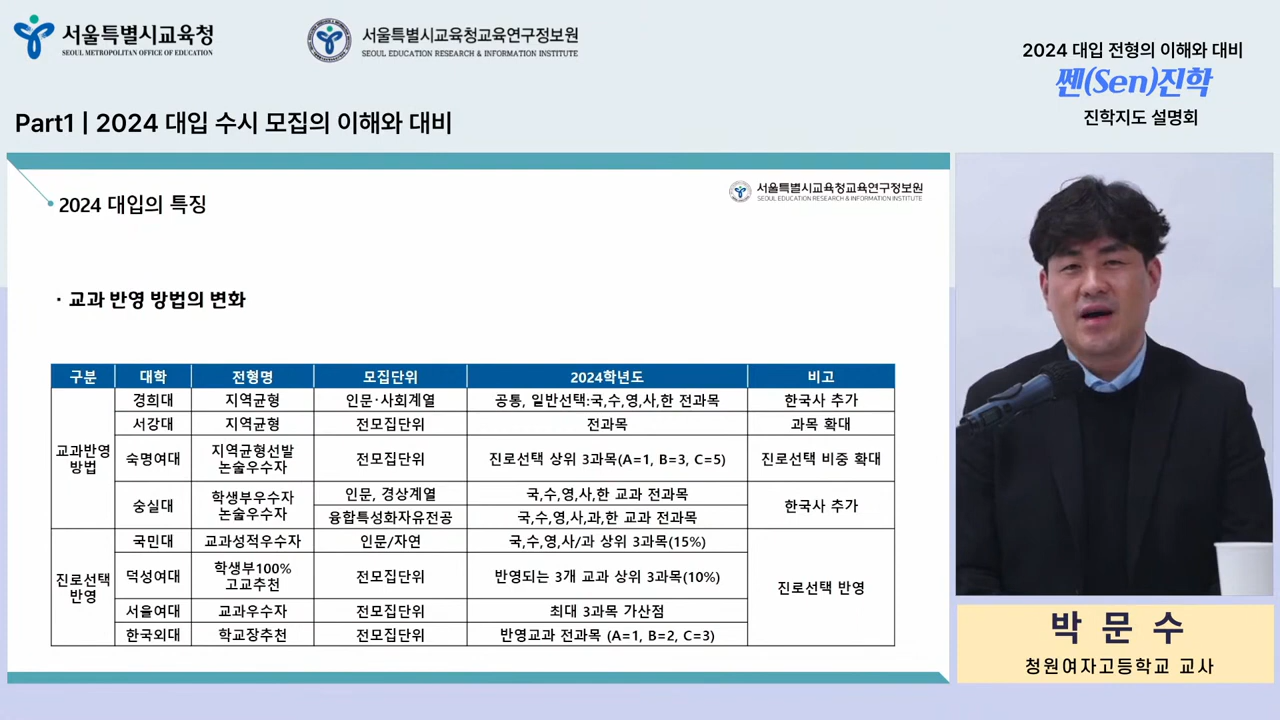 서울특별시교육청
SEOUL METROPOLITAN OFFICE OF EDUCATION
서울특별시교육청교육연구정보원
SEOUL EDUCATION RESEARCH & INFORMATION INSTITUTE
2024 대입 전형의 이해와 대비
쎈(Sen)진학
진학지도 설명회
Part1 | 2024 대입 수시 모집의 이해와 대비
2024 대입의 특징
서울특별시교육청교육연구정보원
SEOUL EDUCATION RESEARCH & INFORMATION INSTITUTE
· 교과 반영 방법의 변화
구분 대학 전형명 모집단위 2024학년도 비고
교과반영
방법
경희대 지역균형 인문·사회계열 공통, 일반선택:국,수,영,사,한 전과목 한국사 추가
서강대 지역균형 전모집단위 전과목 과목 확대
숙명여대 지역균형선발
논술우수자 전모집단위 진로선택 상위 3과목(A=1, B=3, C=5) 진로선택 비중 확대
숭실대 학생부우수자
논술우수자 인문, 경상계열 국,수,영,사,한 교과 전과목 한국사 추가
융합특성화자유전공 국,수,영,사,과,한 교과 전과목
진로선택
반영
국민대 교과성적우수자 인문/자연 국,수,영,사/과 상위 3과목(15%) 진로선택 반영
덕성여대 학생부100%
고교추천 전모집단위 반영되는 3개 교과 상위 3과목(10%)
서울여대 교과우수자 전모집단위 최대 3과목 가산점
한국외대 학교장추천 전모집단위 반영교과 전과목 (A=1, B=2, C=3)
박 문 수
청원여자고등학교 교사